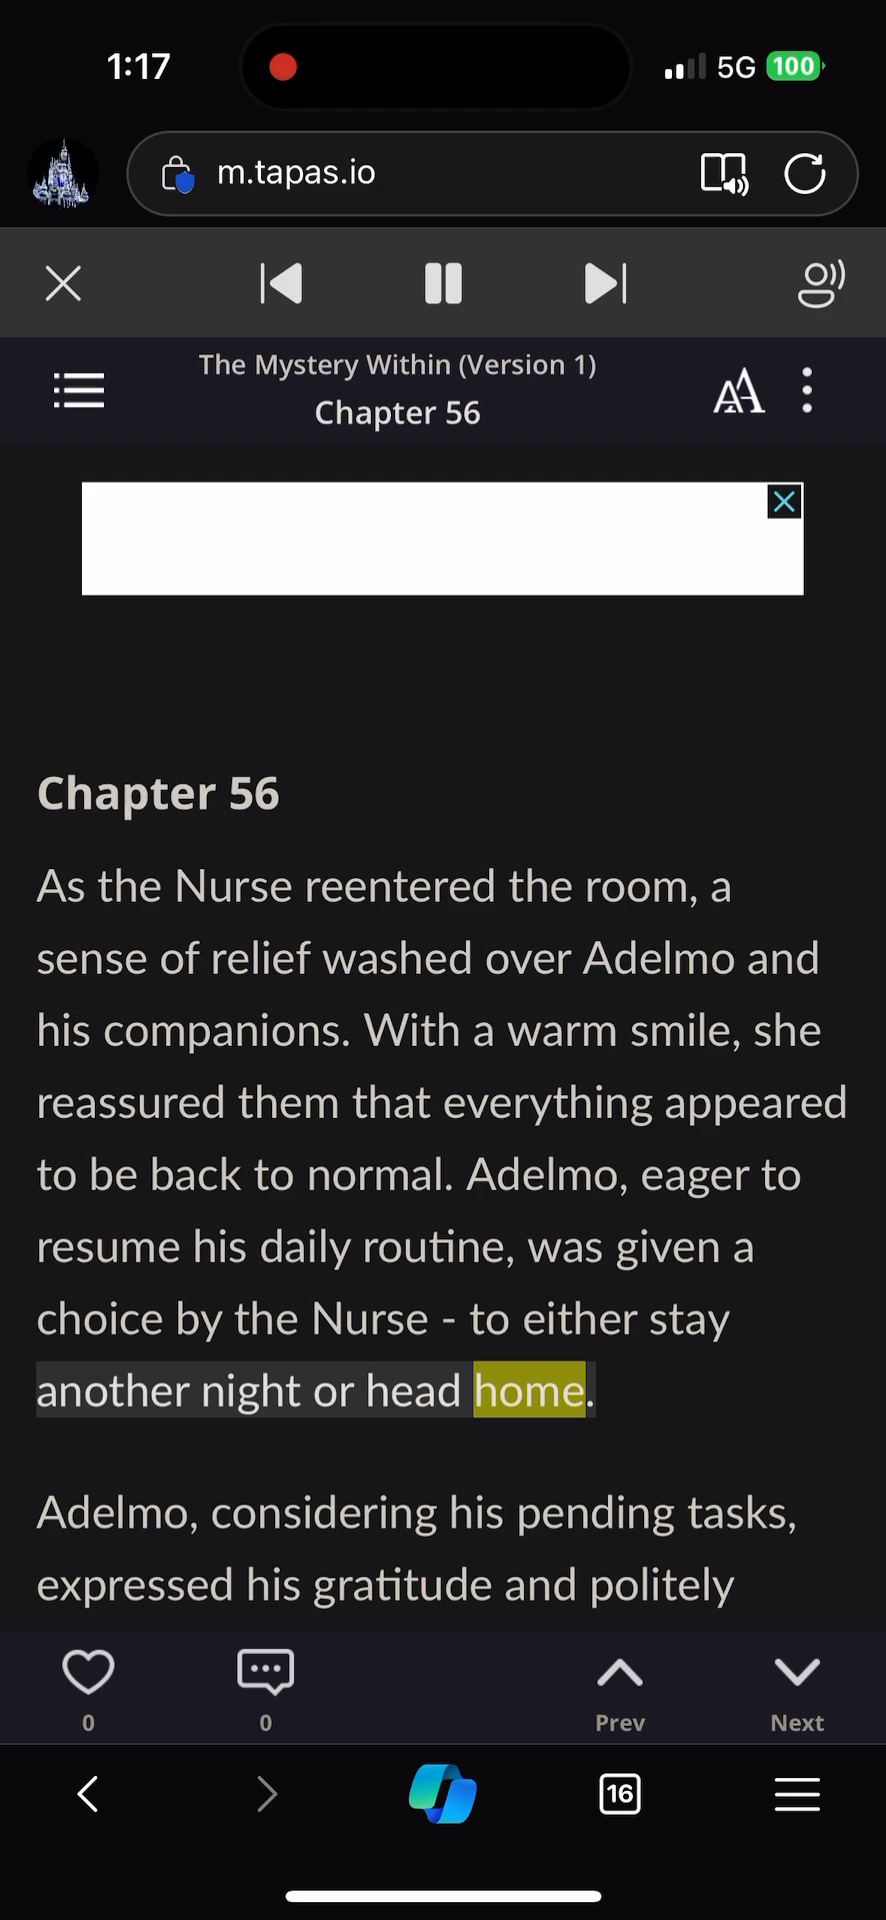 1:17
5G 100
m.tapas.io
The Mystery Within (Version 1)
AA
Chapter 56
Chapter 56
As the Nurse reentered the room, a
sense of relief washed over Adelmo and
his companions. With a warm smile, she
reassured them that everything appeared
to be back to normal. Adelmo, eager to
resume his daily routine, was given a
choice by the Nurse - to either stay
another night or head home.
Adelmo, considering his pending tasks,
expressed his gratitude and politely
0 0 Prev Next
16